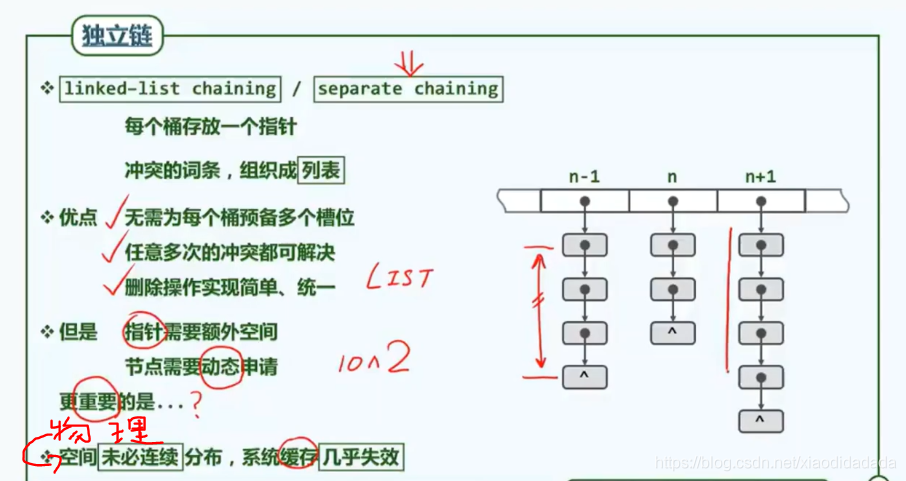 独立链
❖ linked-list chaining / separate chaining
每个桶存放一个指针
冲突的词条，组织成列表
❖ 优点 无需为每个桶预备多个槽位
任意多次的冲突都可解决
删除操作实现简单、统一
LIST
❖ 但是 指针需要额外空间
节点需要动态申请
10^2
更重要的是...?
物理
❖ 空间未必连续分布，系统缓存几乎失效
n-1 n n+1
^
^
^
https://blog.csdn.net/xiaodidadada